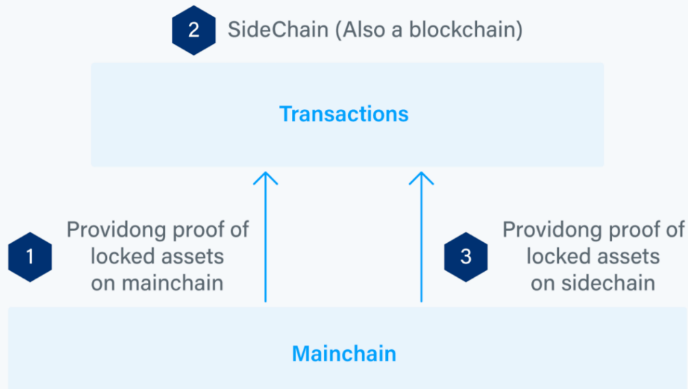 2 SideChain (Also a blockchain)
Transactions
1 Providong proof of
locked assets
on mainchain
3 Providong proof of
locked assets
on sidechain
Mainchain